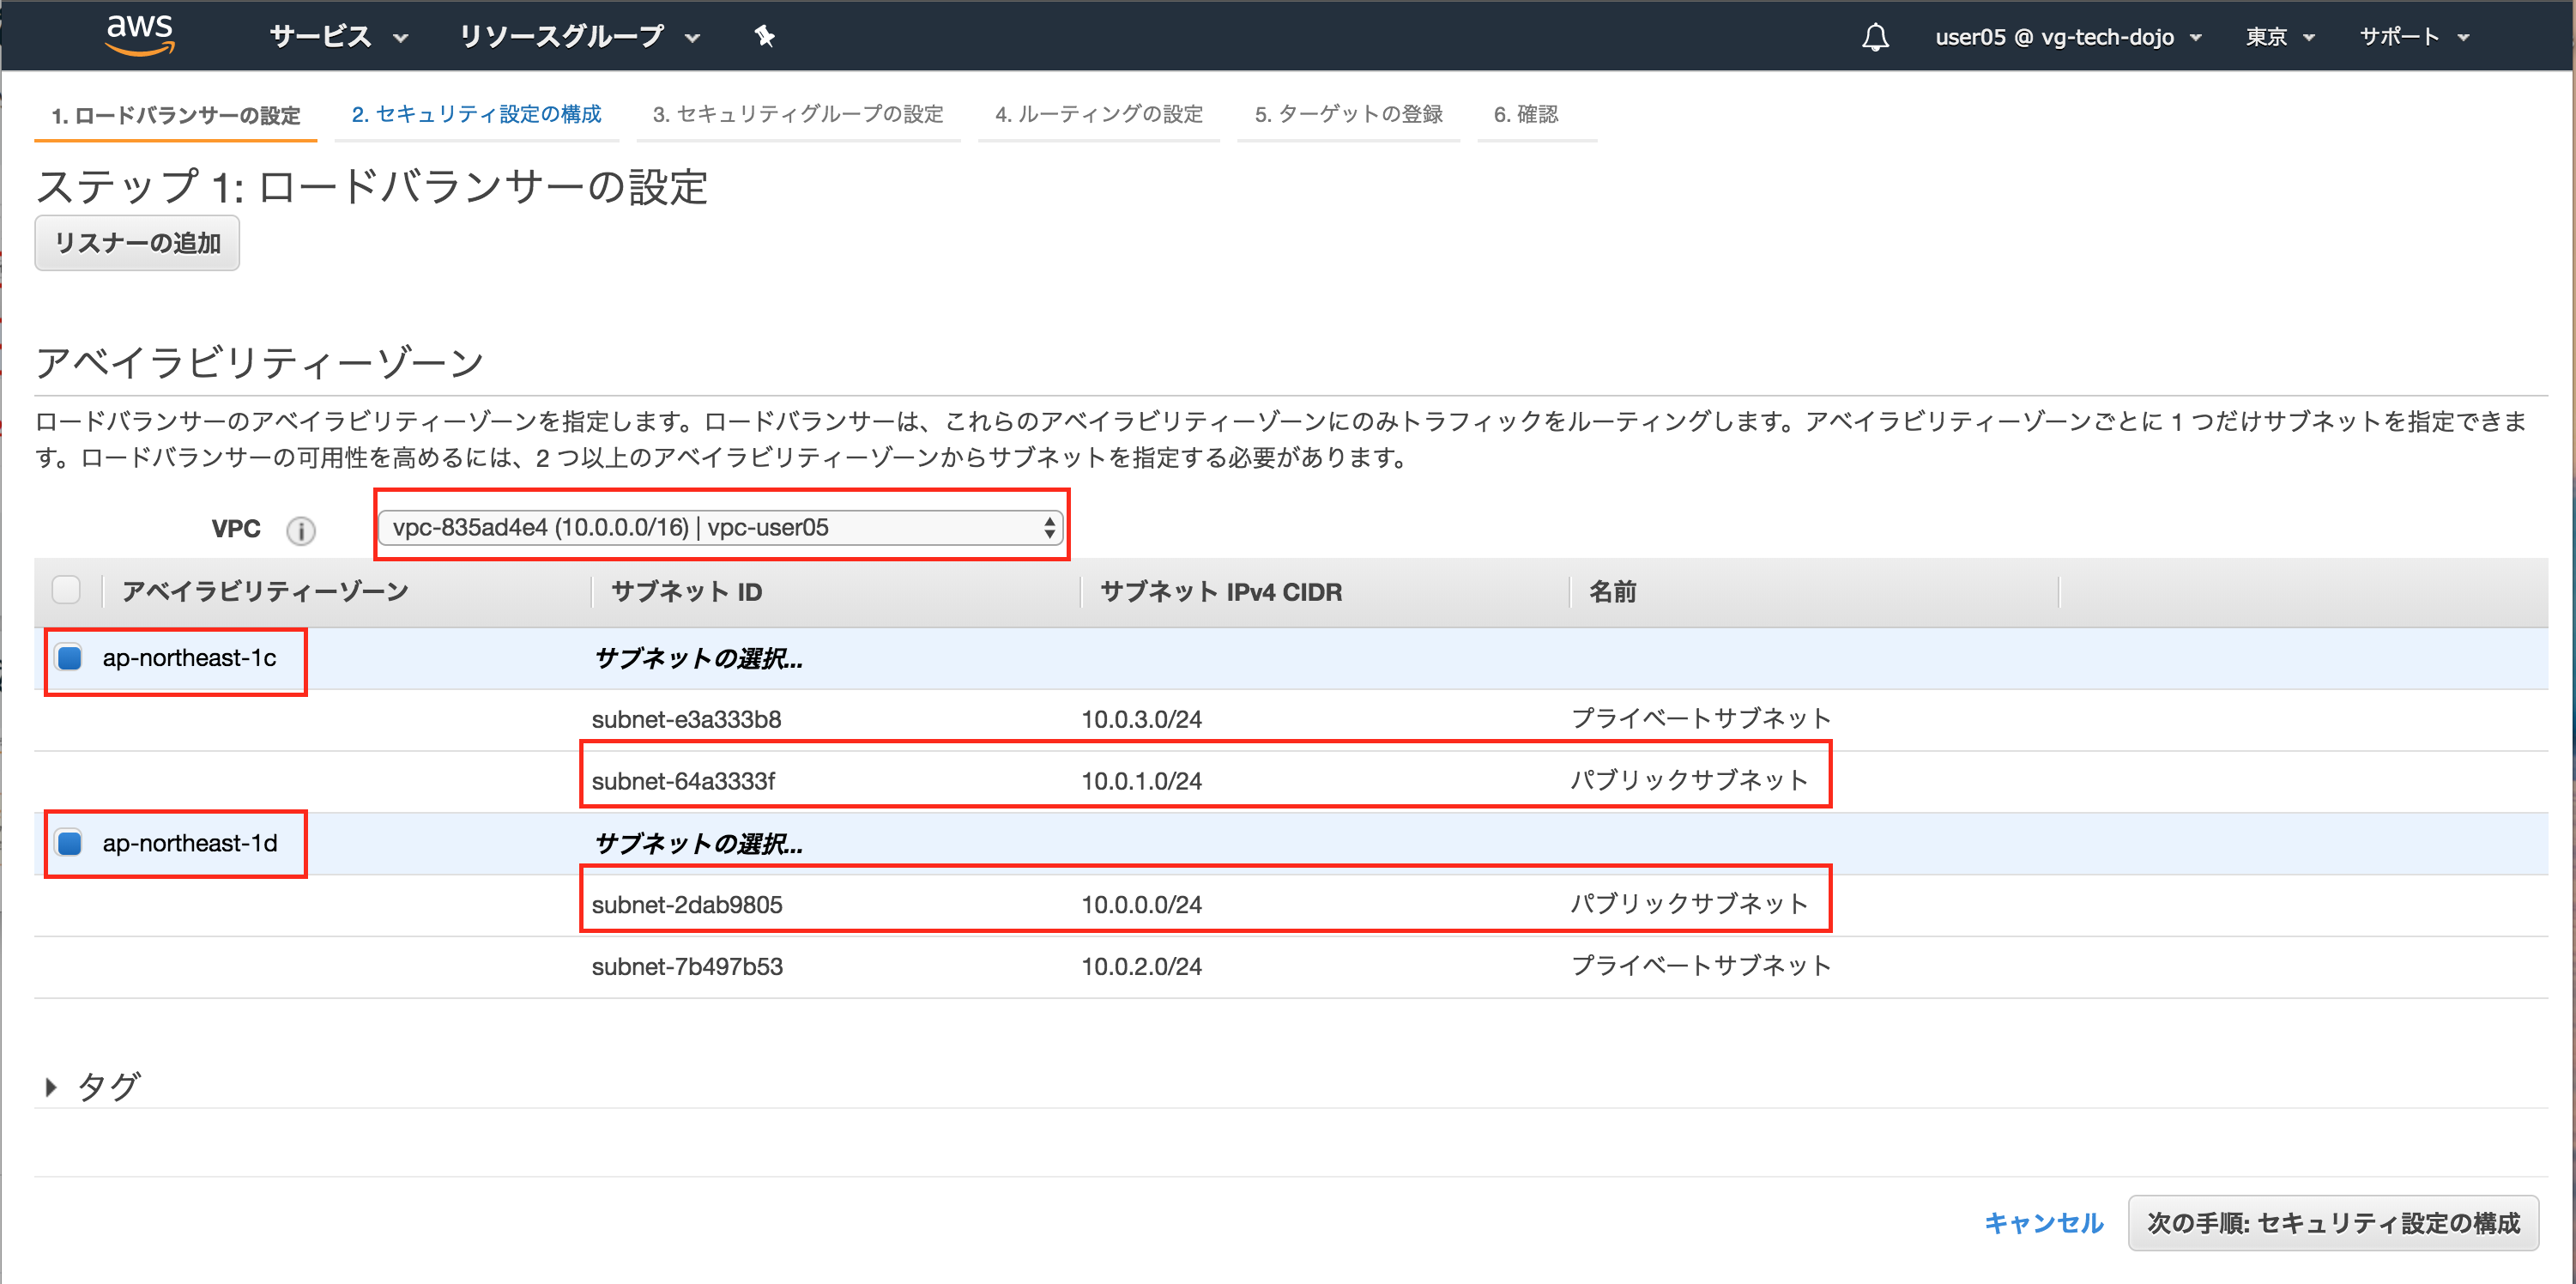 aws サービス リソースグループ user05 @ vg-tech-dojo 東京 サポート
1. ロードバランサーの設定 2. セキュリティ設定の構成 3. セキュリティグループの設定 4. ルーティングの設定 5. ターゲットの登録 6. 確認
ステップ 1: ロードバランサーの設定
リスナーの追加
アベイラビリティーゾーン
ロードバランサーのアベイラビリティーゾーンを指定します。ロードバランサーは、これらのアベイラビリティーゾーンにのみトラフィックをルーティングします。アベイラビリティーゾーンごとに 1 つだけサブネットを指定できま
す。ロードバランサーの可用性を高めるには、2 つ以上のアベイラビリティーゾーンからサブネットを指定する必要があります。
VPC i vpc-835ad4e4 (10.0.0.0/16) | vpc-user05
アベイラビリティーゾーン サブネット ID サブネット IPv4 CIDR 名前
ap-northeast-1c サブネットの選択...
subnet-e3a333b8 10.0.3.0/24 プライベートサブネット
subnet-64a3333f 10.0.1.0/24 パブリックサブネット
ap-northeast-1d サブネットの選択...
subnet-2dab9805 10.0.0.0/24 パブリックサブネット
subnet-7b497b53 10.0.2.0/24 プライベートサブネット
タグ
キャンセル 次の手順: セキュリティ設定の構成